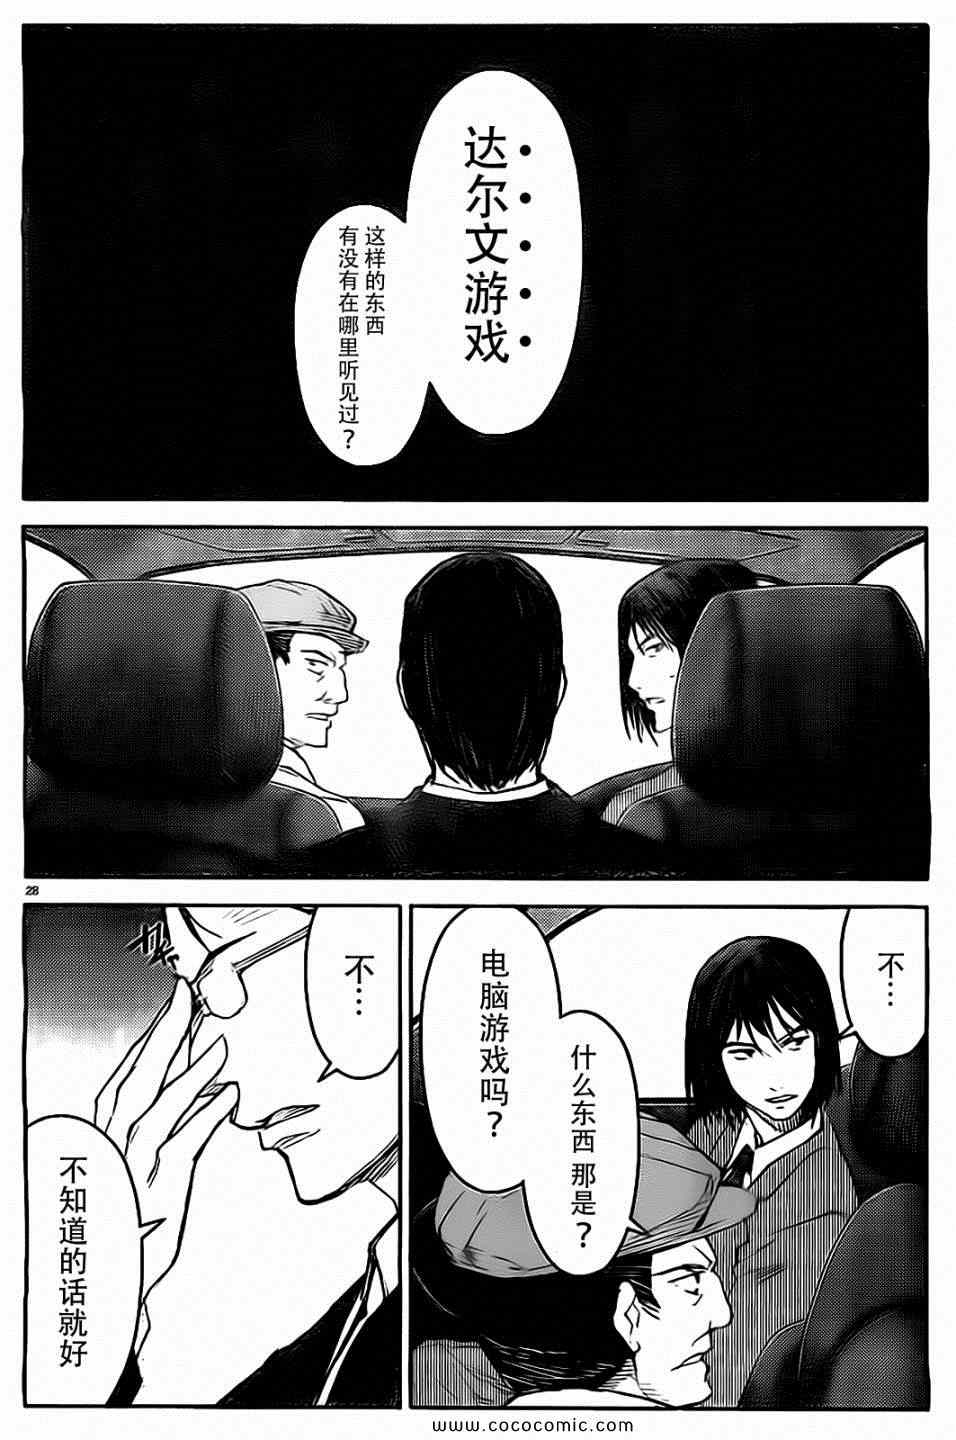 达尔文游戏
这样的东西
有没有在哪里听见过？
28
不…
电脑游戏吗？
什么东西 那是？
不…
不知道的话就好
www.cococomic.com